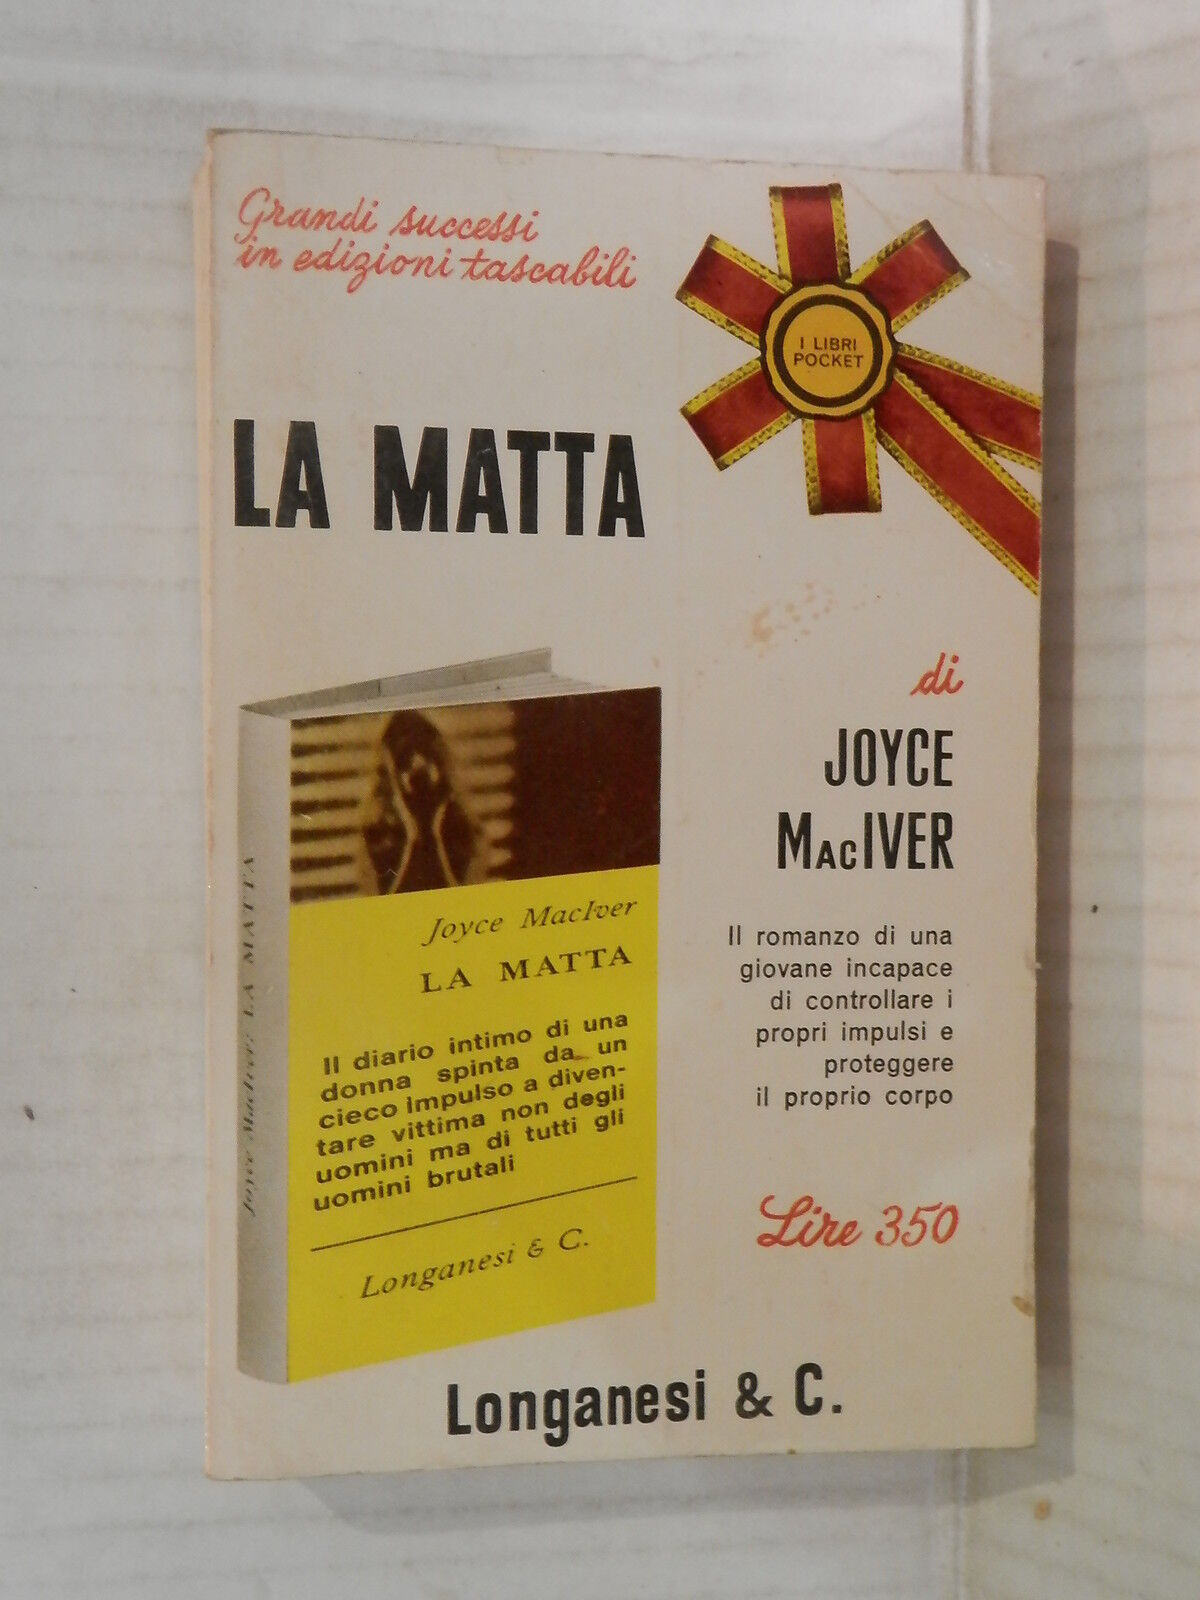 Grandi successi
in edizioni tascabili
I LIBRI
POCKET
LA MATTA
di
JOYCE
MACIVER
Il romanzo di una
giovane incapace
di controllare i
propri impulsi e
proteggere
il proprio corpo
Lire 350
Joyce MacIver: LA MATTA
Joyce MacIver
LA MATTA
Il diario intimo di una
donna spinta da un
cieco impulso a diven-
tare vittima non degli
uomini ma di tutti gli
uomini brutali
Longanesi & C.
Longanesi & C.